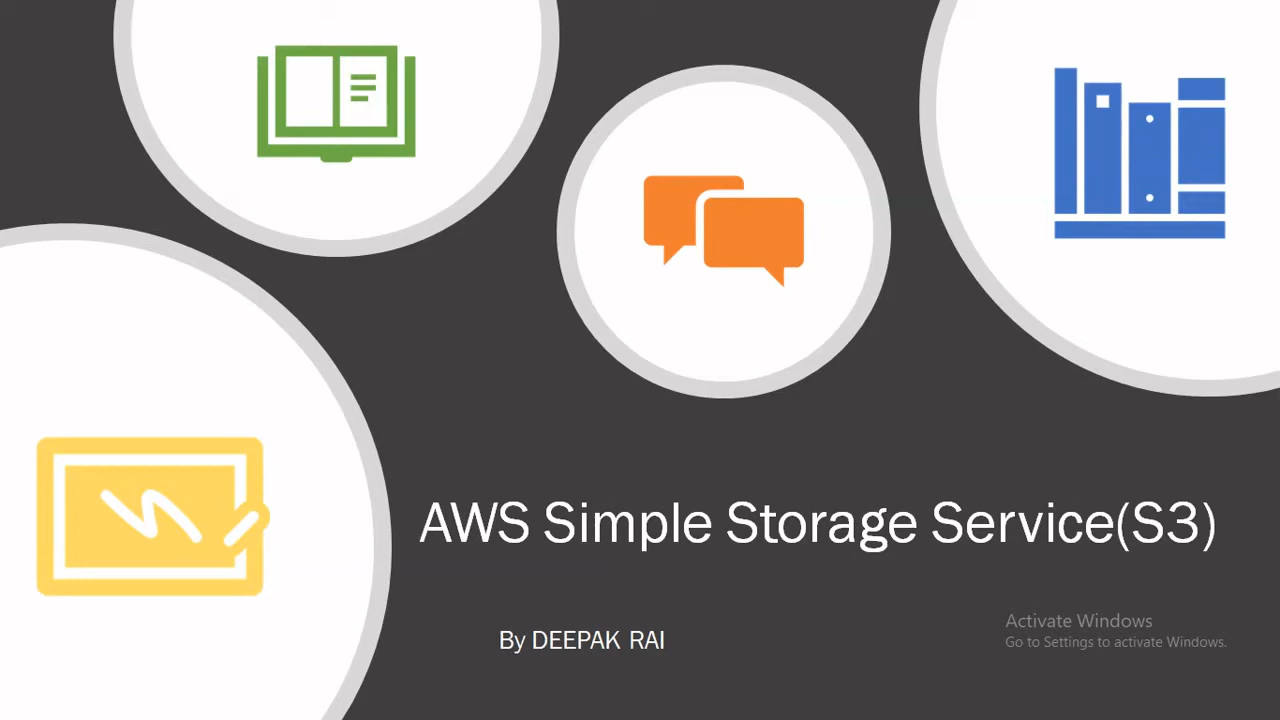 AWS Simple Storage Service(S3)
By DEEPAK RAI
Activate Windows
Go to Settings to activate Windows.